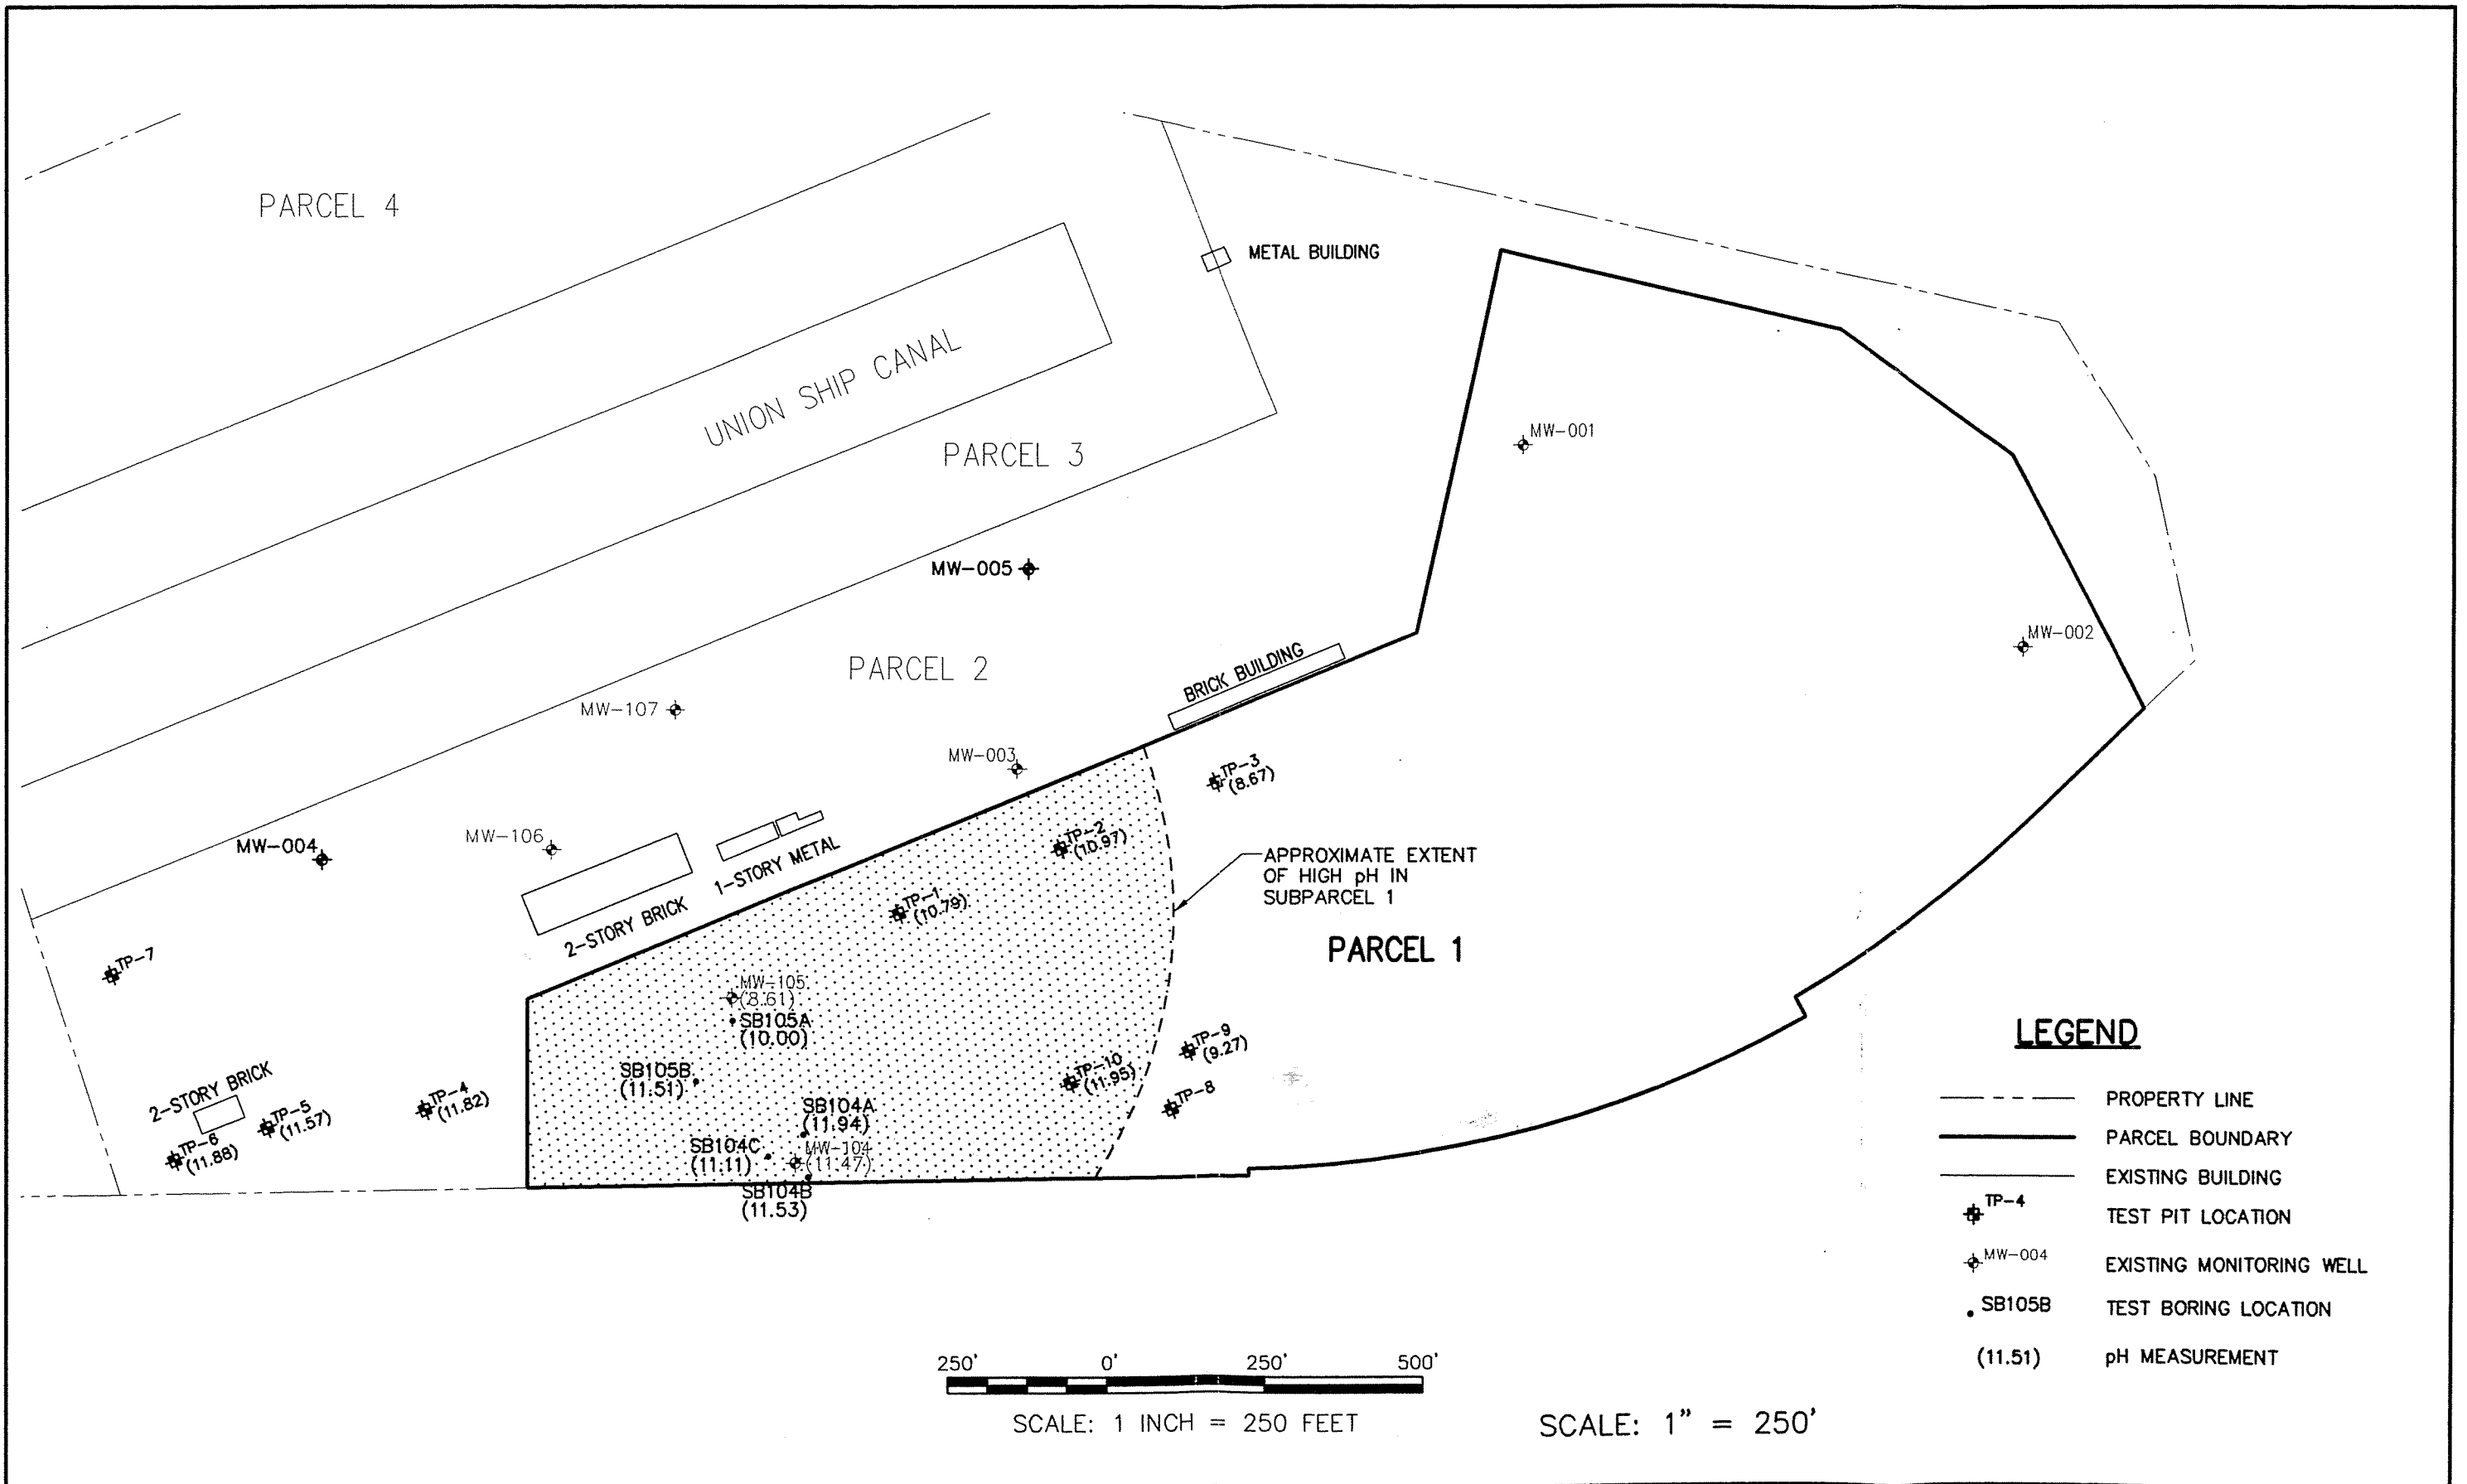 PARCEL 4
METAL BUILDING
UNION SHIP CANAL
PARCEL 3
MW-001
MW-005
MW-002
PARCEL 2
BRICK BUILDING
MW-107
MW-003
TP-3
(8.67)
MW-106
MW-004
TP-2
(10.97)
1-STORY METAL
APPROXIMATE EXTENT
OF HIGH pH IN
SUBPARCEL 1
TP-1
(10.79)
2-STORY BRICK
PARCEL 1
TP-7
MW-105
(8.61)
SB105A
(10.00)
SB105B
(11.51)
TP-9
(9.27)
TP-10
(11.95)
TP-8
2-STORY BRICK
TP-4
(11.82)
TP-5
(11.57)
TP-6
(11.88)
SB104A
(11.94)
SB104C
(11.11)
MW-104
(11.47)
SB104B
(11.53)
LEGEND
PROPERTY LINE
PARCEL BOUNDARY
EXISTING BUILDING
TP-4
TEST PIT LOCATION
MW-004
EXISTING MONITORING WELL
SB105B
TEST BORING LOCATION
(11.51)
pH MEASUREMENT
250' 0' 250' 500'
SCALE: 1 INCH = 250 FEET
SCALE: 1" = 250'